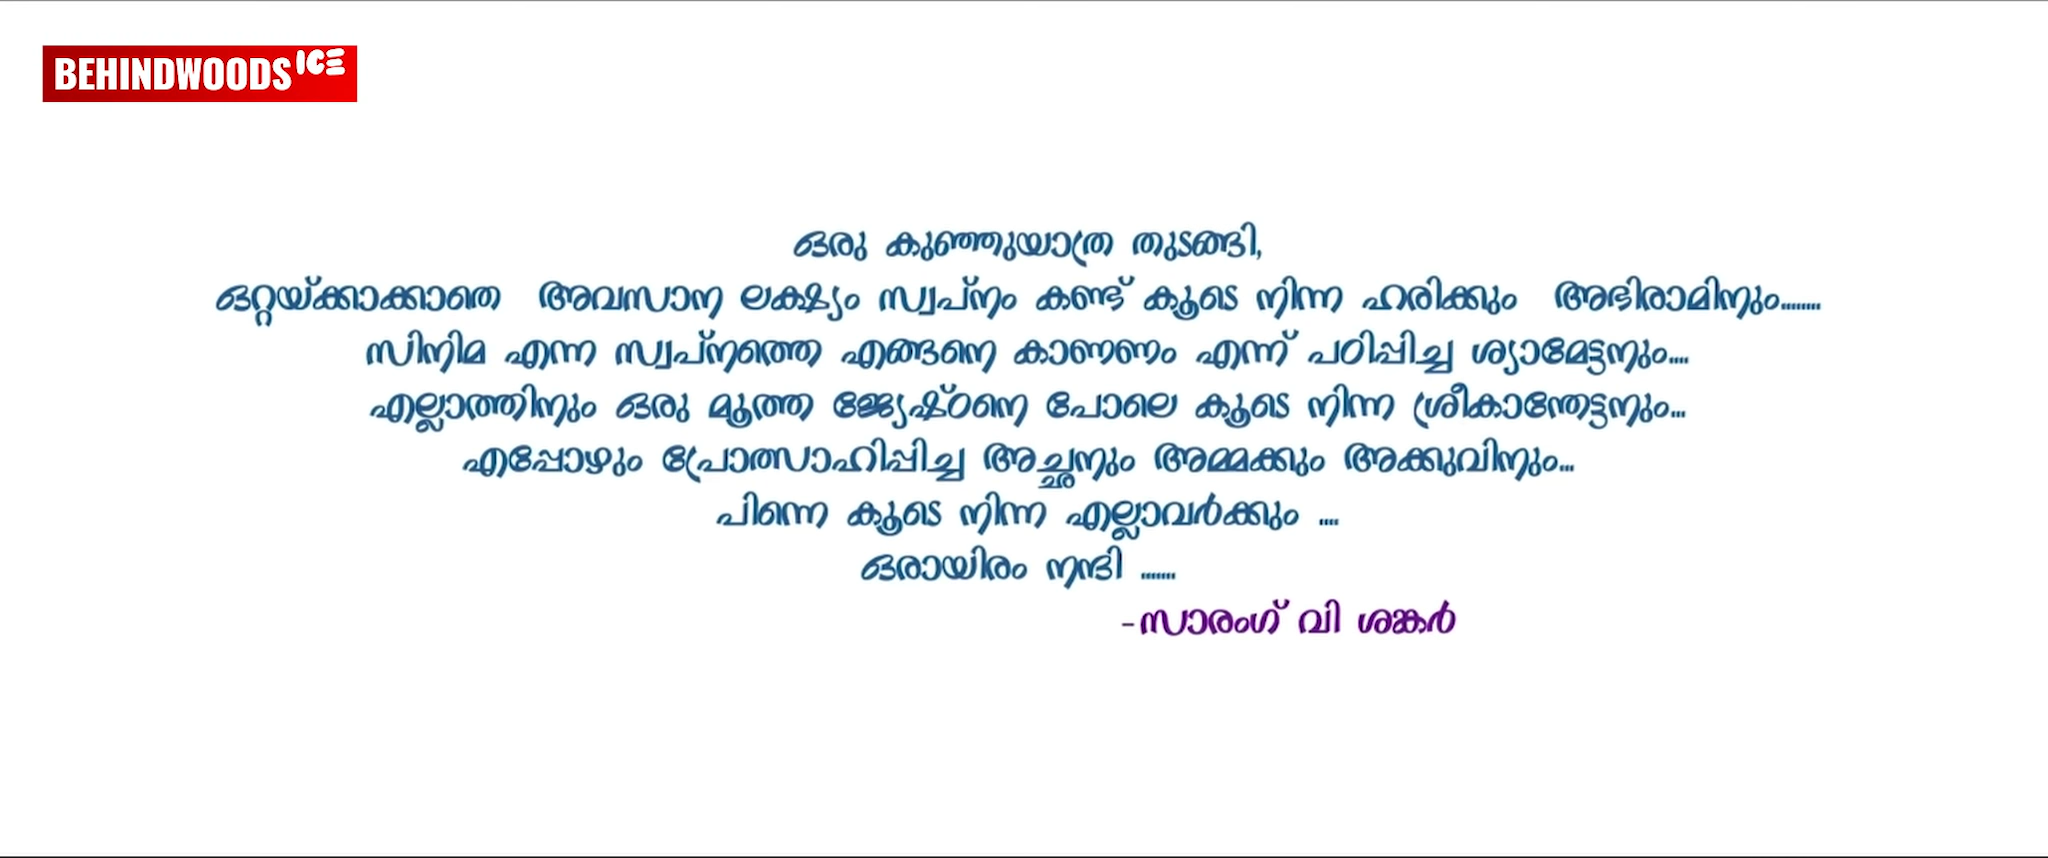 BEHINDWOODS ICE
ഒരു കുഞ്ഞുയാത്ര തുടങ്ങി,
ഒറ്റയ്ക്കാക്കാതെ അവസാന ലക്ഷ്യം സ്വപ്നം കണ്ട് കൂടെ നിന്ന ഹരിക്കും അഭിരാമിനും........
സിനിമ എന്ന സ്വപ്നത്തെ എങ്ങനെ കാണണം എന്ന് പഠിപ്പിച്ച ശ്യാമേട്ടനും....
എല്ലാത്തിനും ഒരു മൂത്ത ജ്യേഷ്ഠനെ പോലെ കൂടെ നിന്ന ശ്രീകാന്തേട്ടനും...
എപ്പോഴും പ്രോത്സാഹിപ്പിച്ച അച്ഛനും അമ്മക്കും അക്കുവിനും...
പിന്നെ കൂടെ നിന്ന എല്ലാവർക്കും ....
ഒരായിരം നന്ദി .......
-സാരംഗ് വി ശങ്കർ